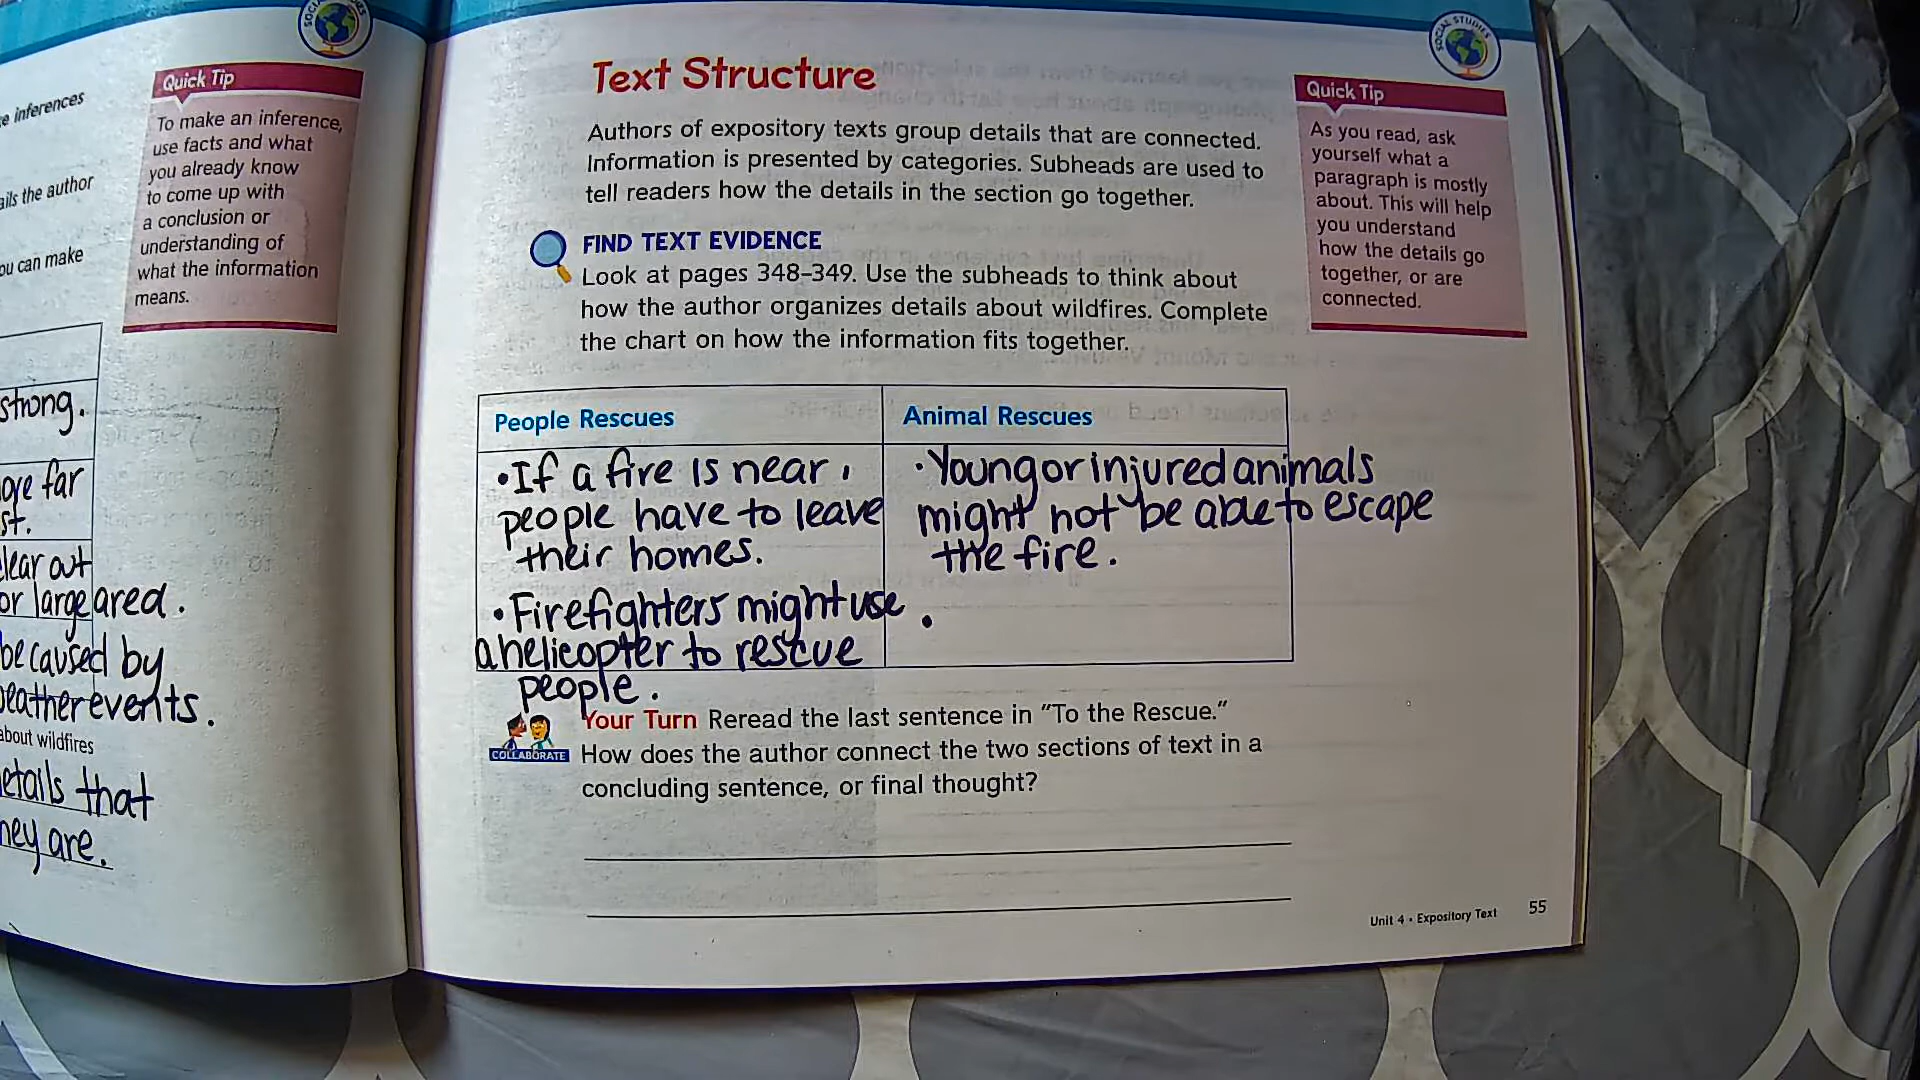 Quick Tip
To make an inference,
use facts and what
you already know
to come up with
a conclusion or
understanding of
what the information
means.
inferences
ails the author
ou can make
strong.
far
st.
lear out
or large area.
be caused by
eather events.
about wildfires
etails that
hey are.
SOCIAL STUDIES
Text Structure
Authors of expository texts group details that are connected.
Information is presented by categories. Subheads are used to
tell readers how the details in the section go together.
FIND TEXT EVIDENCE
Look at pages 348–349. Use the subheads to think about
how the author organizes details about wildfires. Complete
the chart on how the information fits together.
Quick Tip
As you read, ask
yourself what a
paragraph is mostly
about. This will help
you understand
how the details go
together, or are
connected.
People Rescues
• If a fire is near,
people have to leave
their homes.
• Firefighters might use
a helicopter to rescue
people.
Animal Rescues
• Young or injured animals
might not be able to escape
the fire.
•
COLLABORATE
Your Turn Reread the last sentence in “To the Rescue.”
How does the author connect the two sections of text in a
concluding sentence, or final thought?
Unit 4 • Expository Text 55